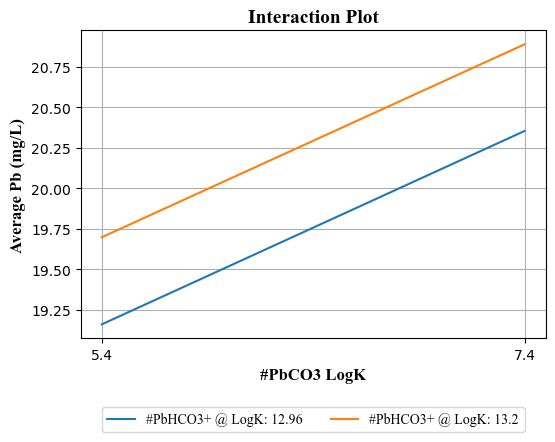 Interaction Plot
Average Pb (mg/L)
20.75
20.50
20.25
20.00
19.75
19.50
19.25
5.4 7.4
#PbCO3 LogK
#PbHCO3+ @ LogK: 12.96 #PbHCO3+ @ LogK: 13.2